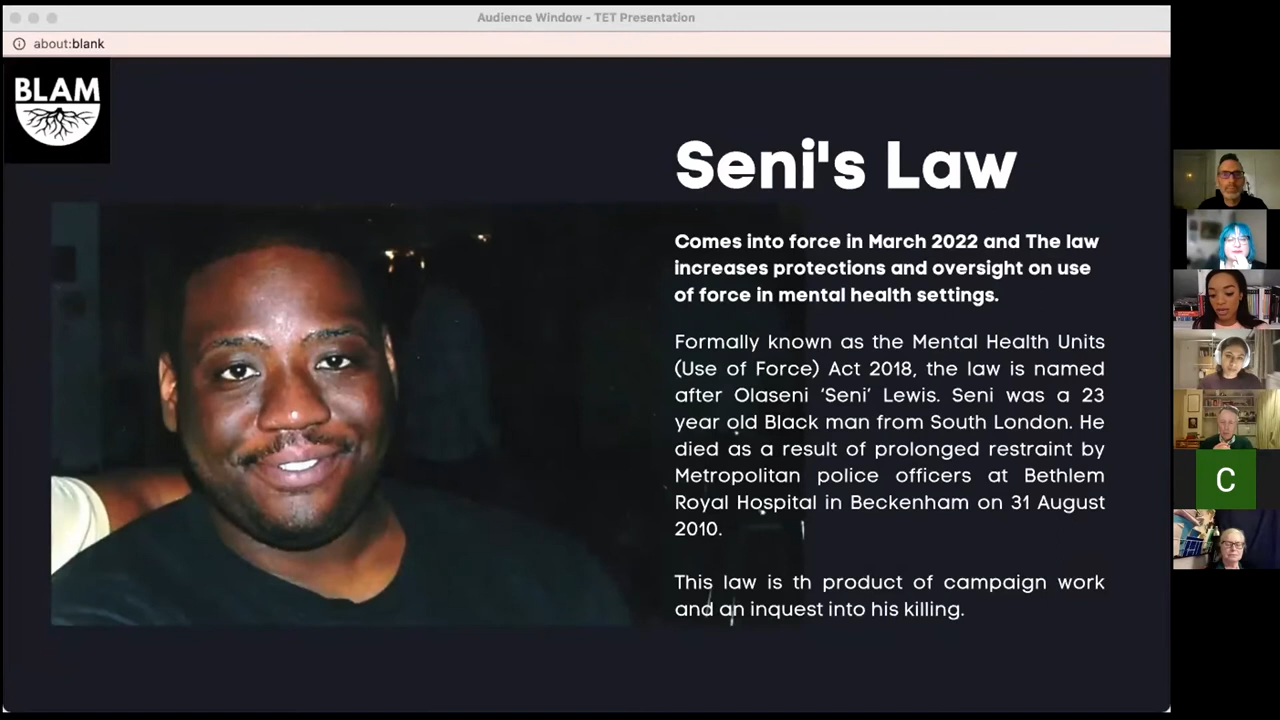 Audience Window - TET Presentation
about:blank
BLAM
Seni's Law
Comes into force in March 2022 and The law
increases protections and oversight on use
of force in mental health settings.
Formally known as the Mental Health Units
(Use of Force) Act 2018, the law is named
after Olaseni ‘Seni’ Lewis. Seni was a 23
year old Black man from South London. He
died as a result of prolonged restraint by
Metropolitan police officers at Bethlem
Royal Hospital in Beckenham on 31 August
2010.
This law is th product of campaign work
and an inquest into his killing.
C